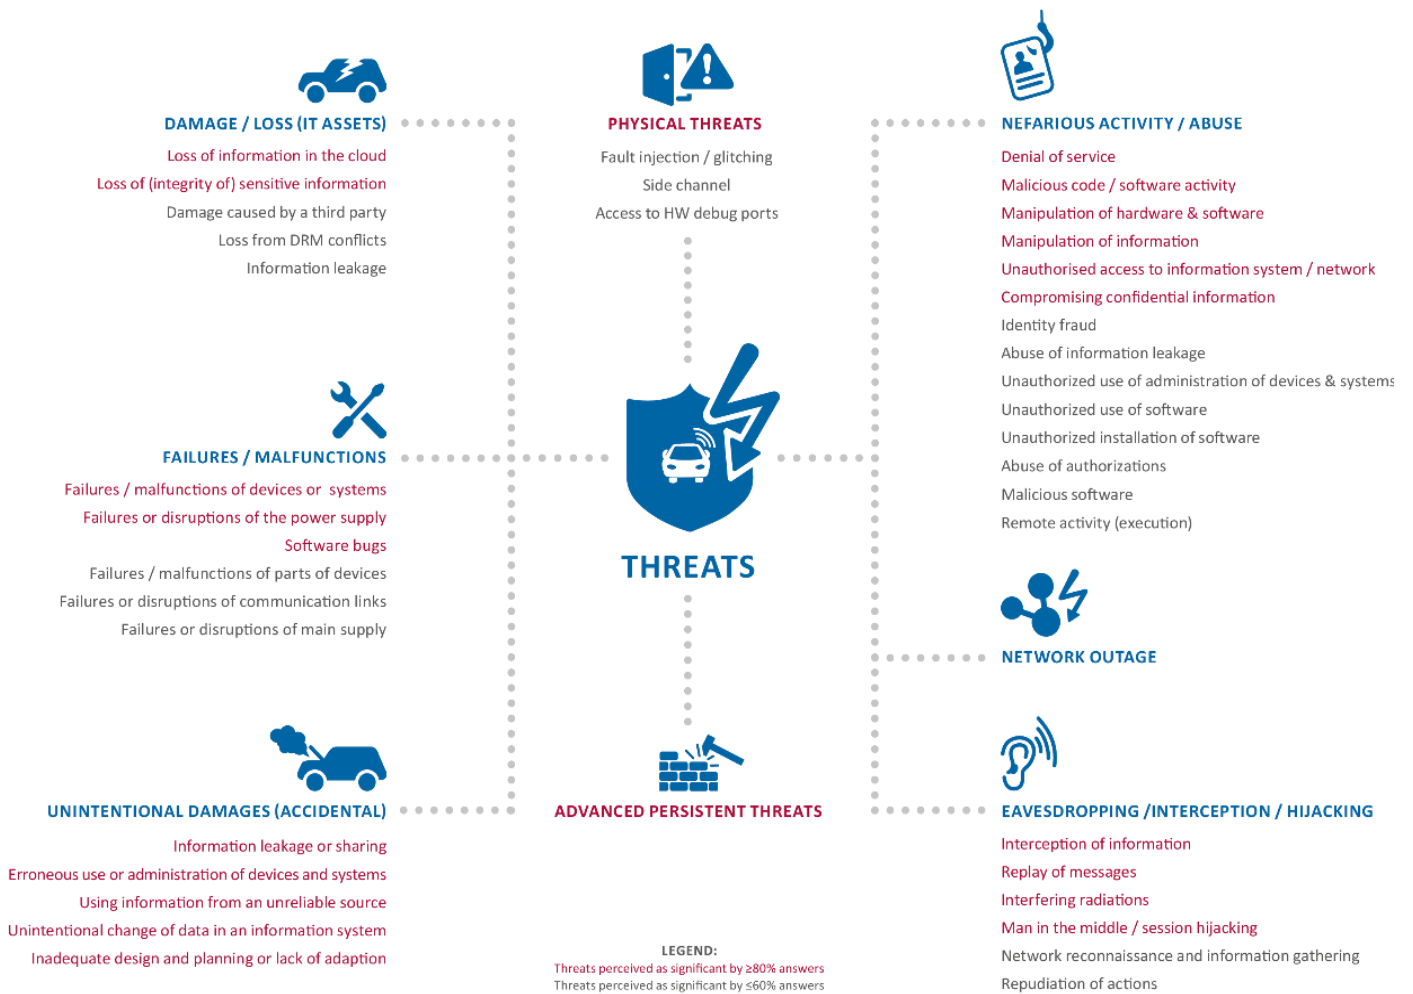 DAMAGE / LOSS (IT ASSETS)
Loss of information in the cloud
Loss of (integrity of) sensitive information
Damage caused by a third party
Loss from DRM conflicts
Information leakage
PHYSICAL THREATS
Fault injection / glitching
Side channel
Access to HW debug ports
NEFARIOUS ACTIVITY / ABUSE
Denial of service
Malicious code / software activity
Manipulation of hardware & software
Manipulation of information
Unauthorised access to information system / network
Compromising confidential information
Identity fraud
Abuse of information leakage
Unauthorized use of administration of devices & systems
Unauthorized use of software
Unauthorized installation of software
Abuse of authorizations
Malicious software
Remote activity (execution)
FAILURES / MALFUNCTIONS
Failures / malfunctions of devices or systems
Failures or disruptions of the power supply
Software bugs
Failures / malfunctions of parts of devices
Failures or disruptions of communication links
Failures or disruptions of main supply
THREATS
NETWORK OUTAGE
UNINTENTIONAL DAMAGES (ACCIDENTAL)
Information leakage or sharing
Erroneous use or administration of devices and systems
Using information from an unreliable source
Unintentional change of data in an information system
Inadequate design and planning or lack of adaption
ADVANCED PERSISTENT THREATS
EAVESDROPPING /INTERCEPTION / HIJACKING
Interception of information
Replay of messages
Interfering radiations
Man in the middle / session hijacking
Network reconnaissance and information gathering
Repudiation of actions
LEGEND:
Threats perceived as significant by ≥80% answers
Threats perceived as significant by ≤60% answers